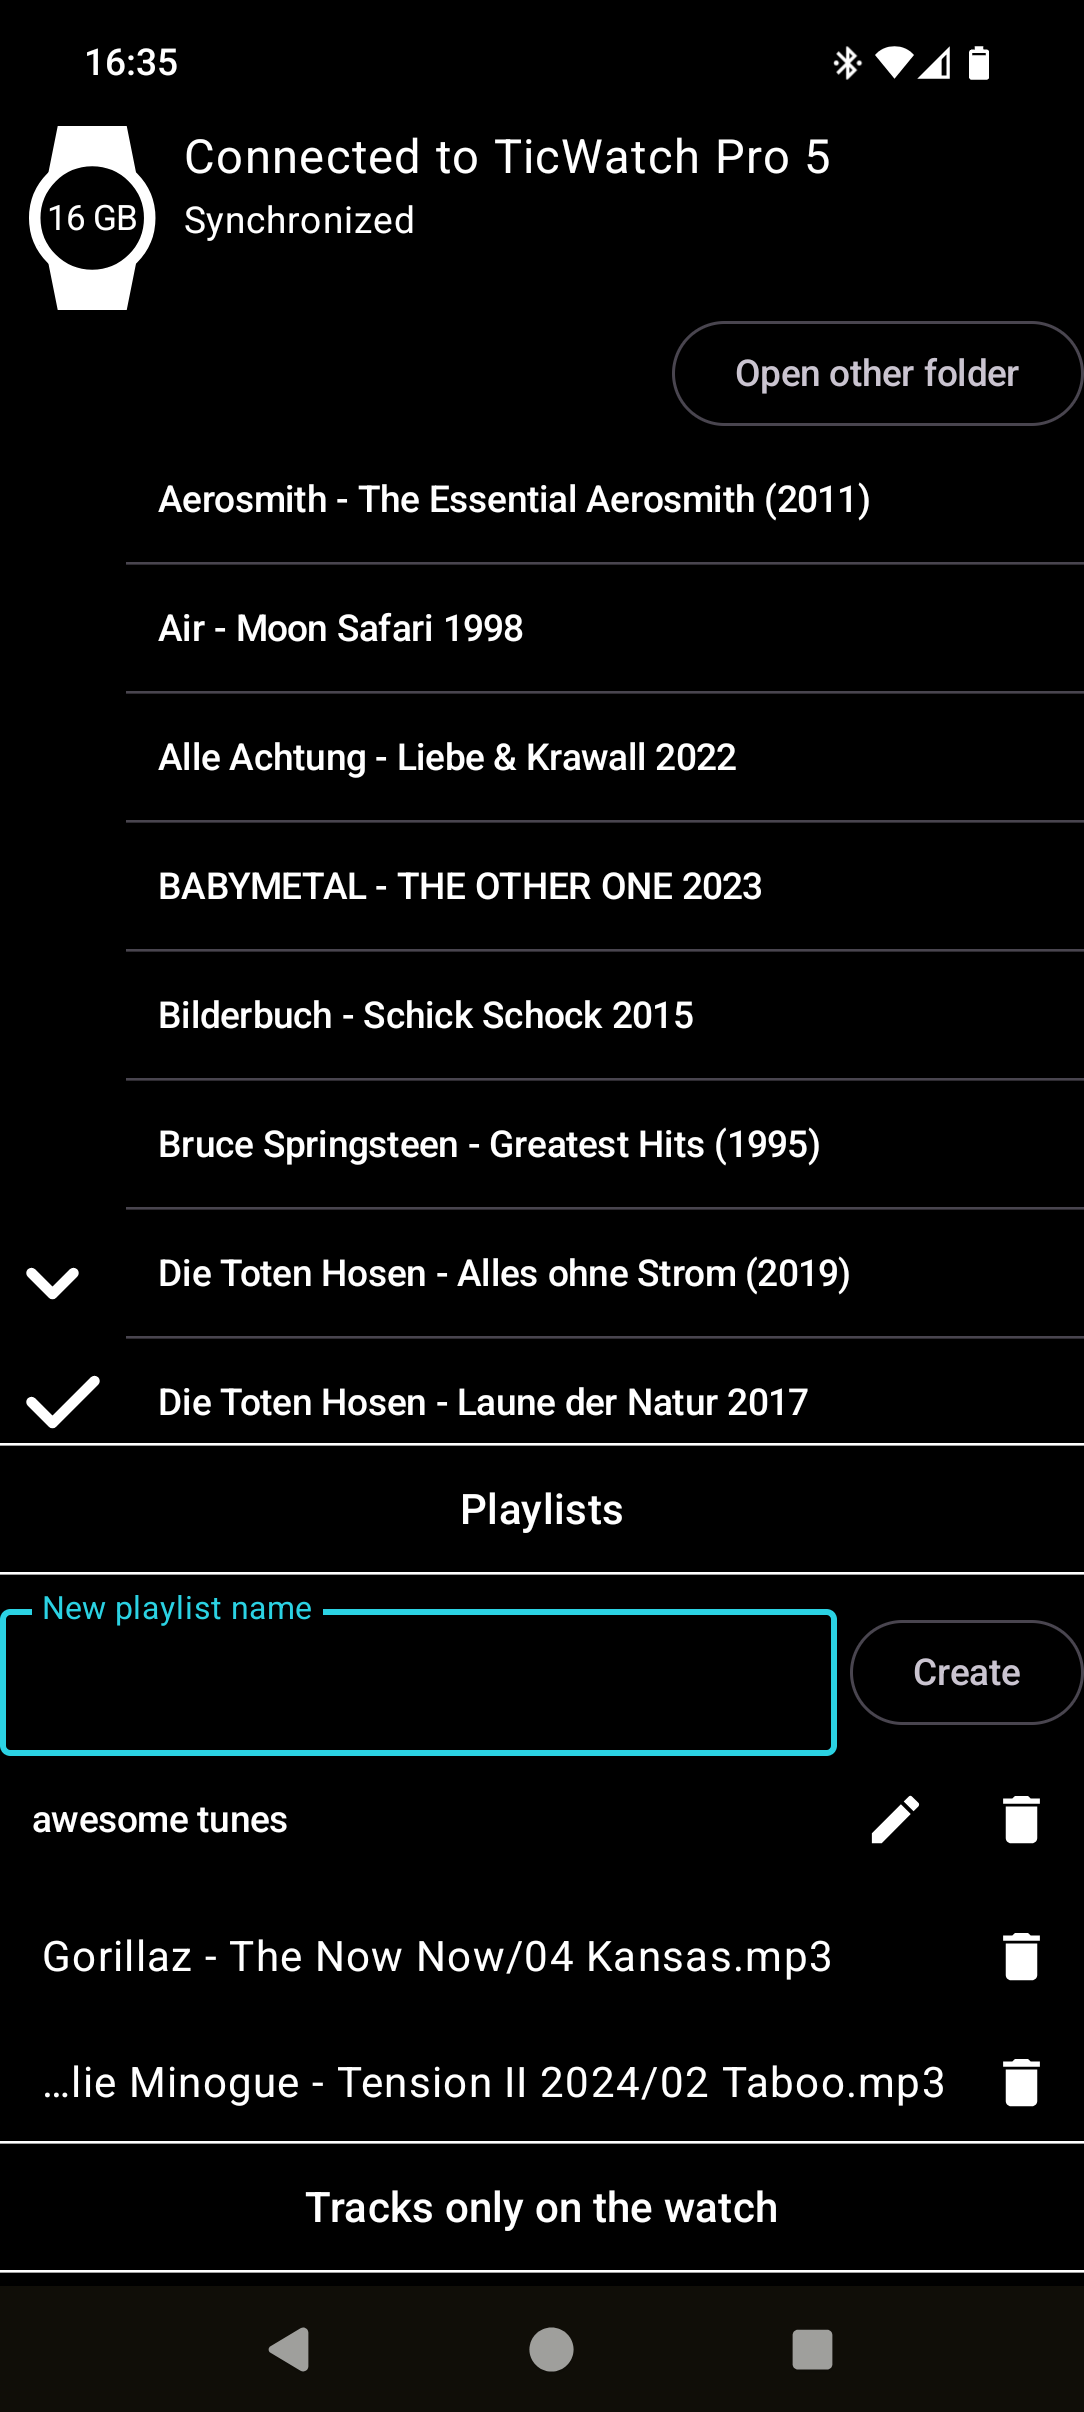 16:35
16 GB
Connected to TicWatch Pro 5
Synchronized
Open other folder
Aerosmith - The Essential Aerosmith (2011)
Air - Moon Safari 1998
Alle Achtung - Liebe & Krawall 2022
BABYMETAL - THE OTHER ONE 2023
Bilderbuch - Schick Schock 2015
Bruce Springsteen - Greatest Hits (1995)
Die Toten Hosen - Alles ohne Strom (2019)
Die Toten Hosen - Laune der Natur 2017
Playlists
New playlist name
Create
awesome tunes
Gorillaz - The Now Now/04 Kansas.mp3
…lie Minogue - Tension II 2024/02 Taboo.mp3
Tracks only on the watch